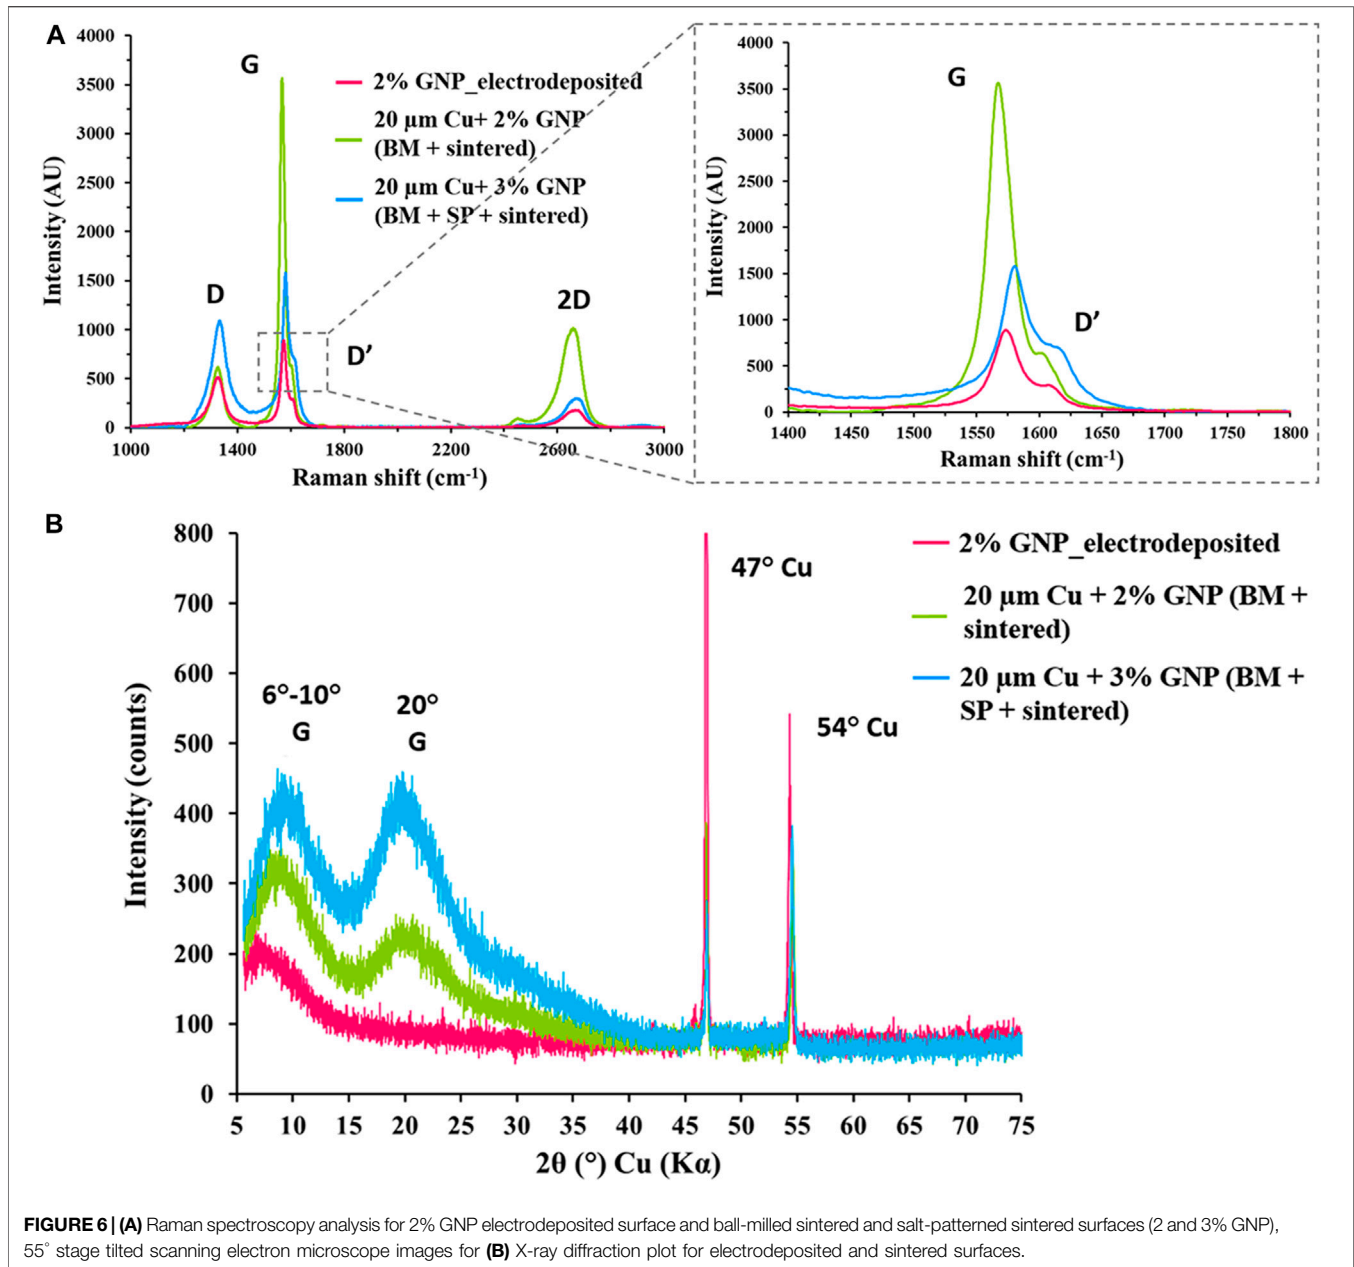 A
4000
3500
3000
2500
2000
1500
1000
500
0
1000
1400
1800
2200
2600
3000
Intensity (AU)
Raman shift (cm-1)
G
D
D’
2D
2% GNP_electrodeposited
20 µm Cu+ 2% GNP
(BM + sintered)
20 µm Cu+ 3% GNP
(BM + SP + sintered)
4000
3500
3000
2500
2000
1500
1000
500
0
1400
1450
1500
1550
1600
1650
1700
1750
1800
Intensity (AU)
Raman shift (cm-1)
G
D’
B
800
700
600
500
400
300
200
100
0
5
10
15
20
25
30
35
40
45
50
55
60
65
70
75
Intensity (counts)
2θ (°) Cu (Kα)
6°-10°
G
20°
G
47° Cu
54° Cu
2% GNP_electrodeposited
20 µm Cu + 2% GNP (BM +
sintered)
20 µm Cu + 3% GNP (BM +
SP + sintered)
FIGURE 6 | (A) Raman spectroscopy analysis for 2% GNP electrodeposited surface and ball-milled sintered and salt-patterned sintered surfaces (2 and 3% GNP),
55° stage tilted scanning electron microscope images for (B) X-ray diffraction plot for electrodeposited and sintered surfaces.